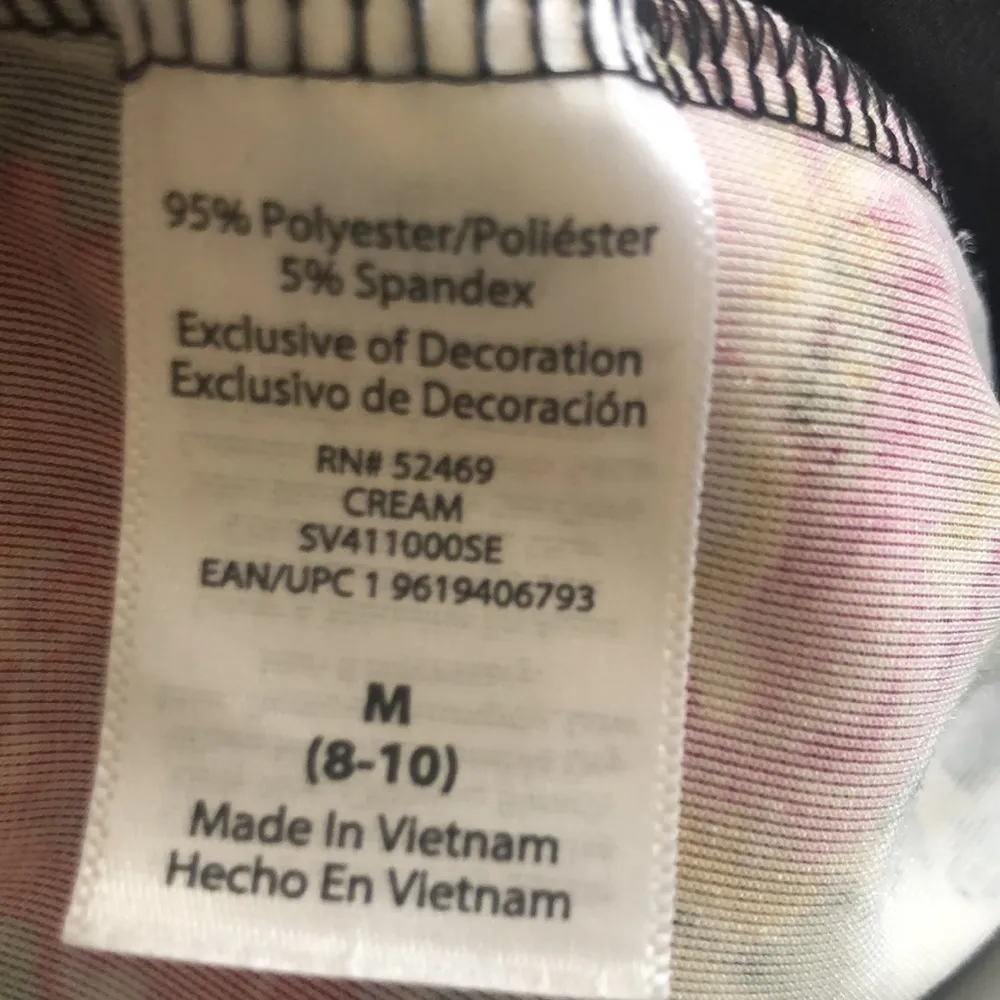 95% Polyester/Poliéster
5% Spandex
Exclusive of Decoration
Exclusivo de Decoración
RN# 52469
CREAM
SV411000SE
EAN/UPC 1 9619406793
M
(8-10)
Made In Vietnam
Hecho En Vietnam